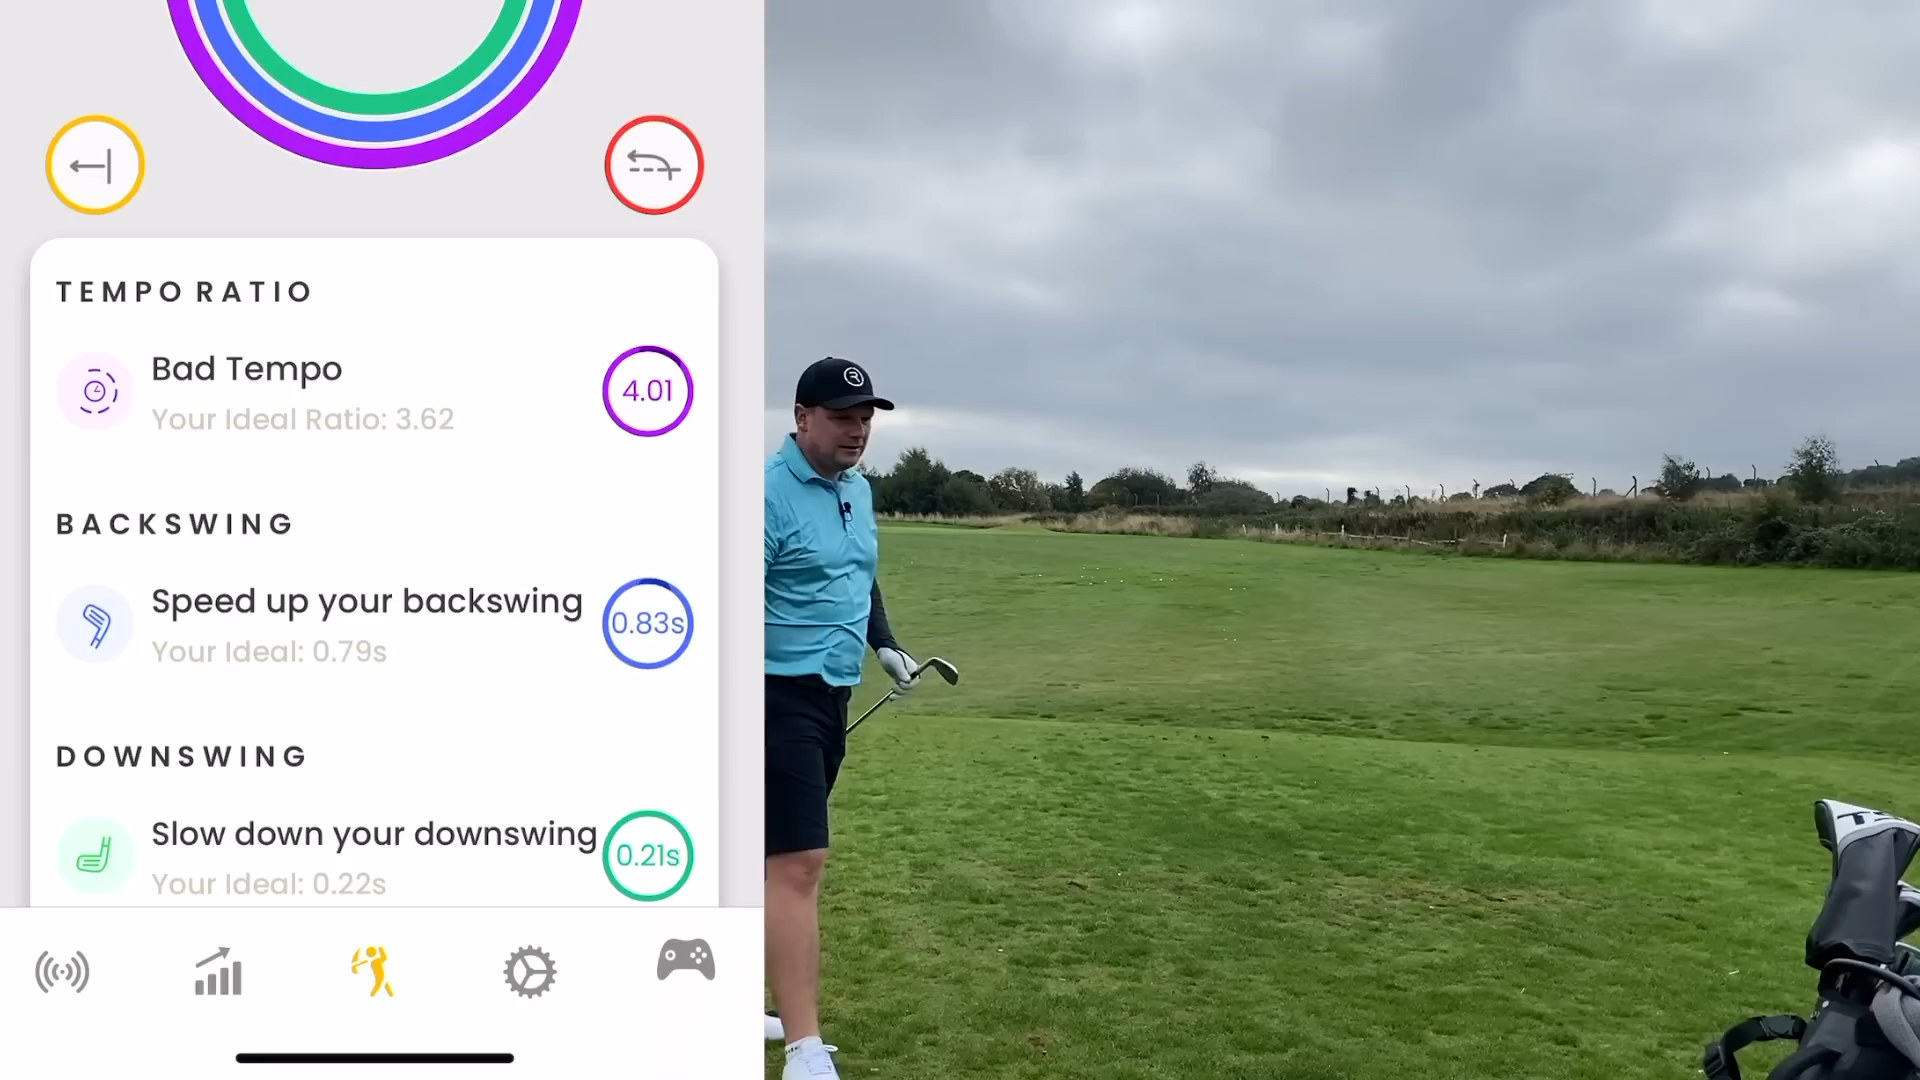 TEMPO RATIO
Bad Tempo
Your Ideal Ratio: 3.62
4.01
BACKSWING
Speed up your backswing
Your Ideal: 0.79s
0.83s
DOWNSWING
Slow down your downswing
Your Ideal: 0.22s
0.21s